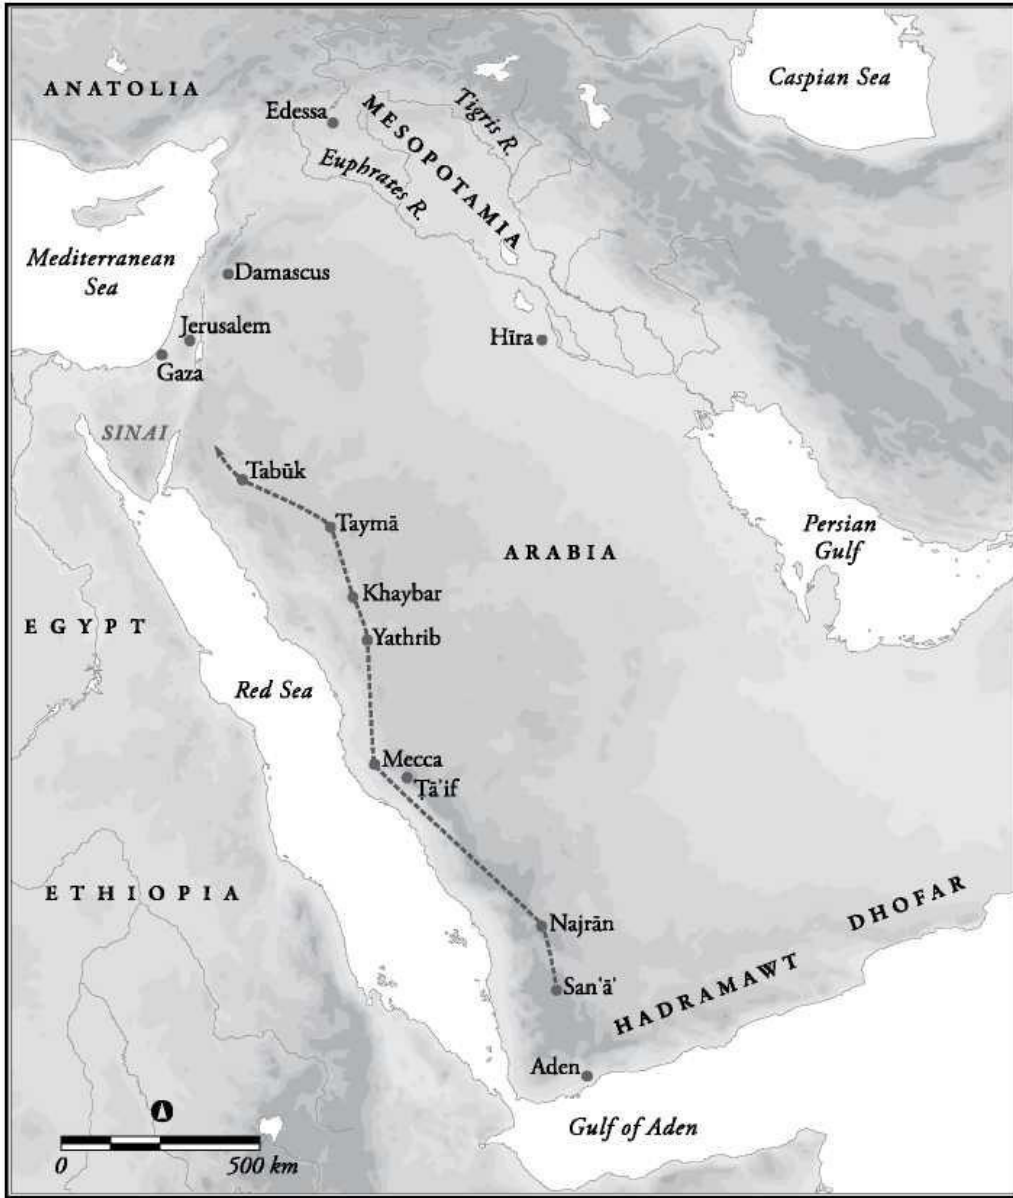 Caspian Sea
ANATOLIA
Edessa
MESOPOTAMIA
Tigris R.
Euphrates R.
Mediterranean
Sea
Damascus
Jerusalem
Gaza
Hīra
SINAI
Tabūk
Taymā
Persian
Gulf
ARABIA
Khaybar
EGYPT
Yathrib
Red Sea
Mecca
Ṭā'if
ETHIOPIA
DHOFAR
Najrān
HADRAMAWT
San'ā'
Aden
Gulf of Aden
0 500 km